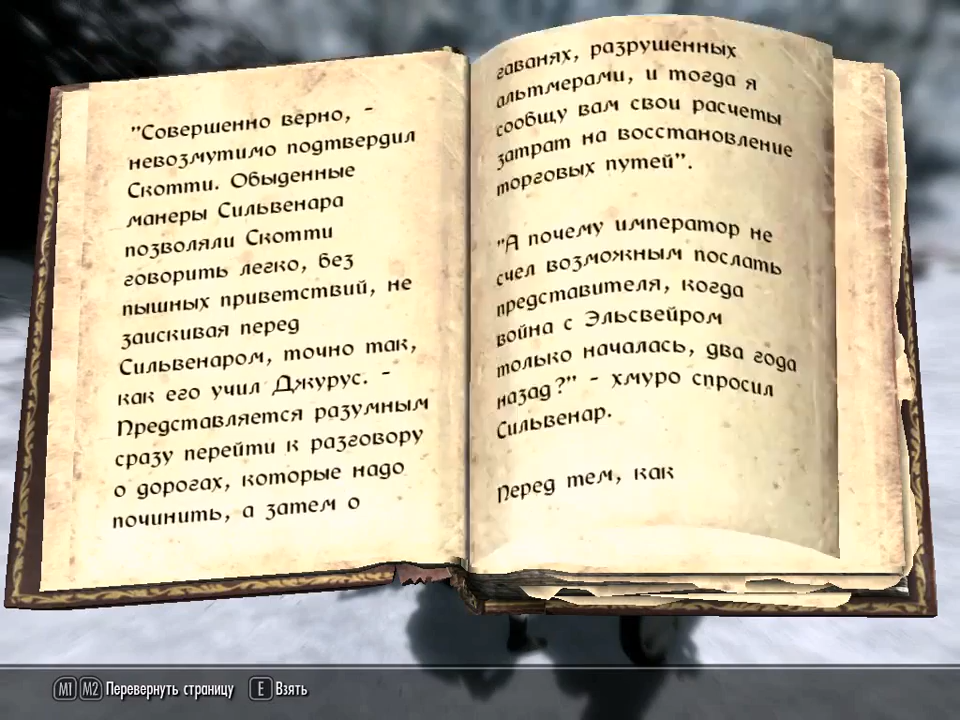 "Совершенно верно, -
невозмутимо подтвердил
Скотти. Обыденные
манеры Сильвенара
позволяли Скотти
говорить легко, без
пышных приветствий, не
заискивая перед
Сильвенаром, точно так,
как его учил Джурус. -
Представляется разумным
сразу перейти к разговору
о дорогах, которые надо
починить, а затем о
гаванях, разрушенных
альтмерами, и тогда я
сообщу вам свои расчеты
затрат на восстановление
торговых путей".
"А почему император не
счел возможным послать
представителя, когда
война с Эльсвейром
только началась, два года
назад?" - хмуро спросил
Сильвенар.
Перед тем, как
M1 M2 Перевернуть страницу E Взять